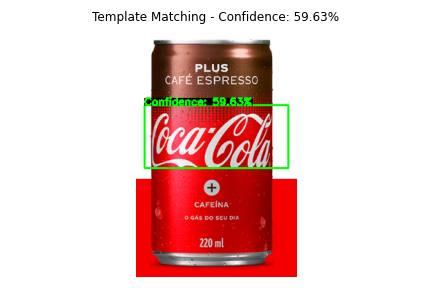 Template Matching - Confidence: 59.63%
PLUS
CAFÉ ESPRESSO
Confidence: 59.63%
Coca-Cola
+
CAFEÍNA
O GÁS DO SEU DIA
220 ml